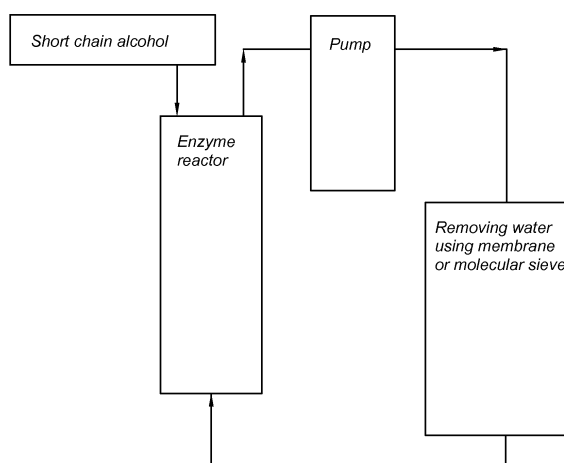 Short chain alcohol
Pump
Enzyme
reactor
Removing water
using membrane
or molecular sieve